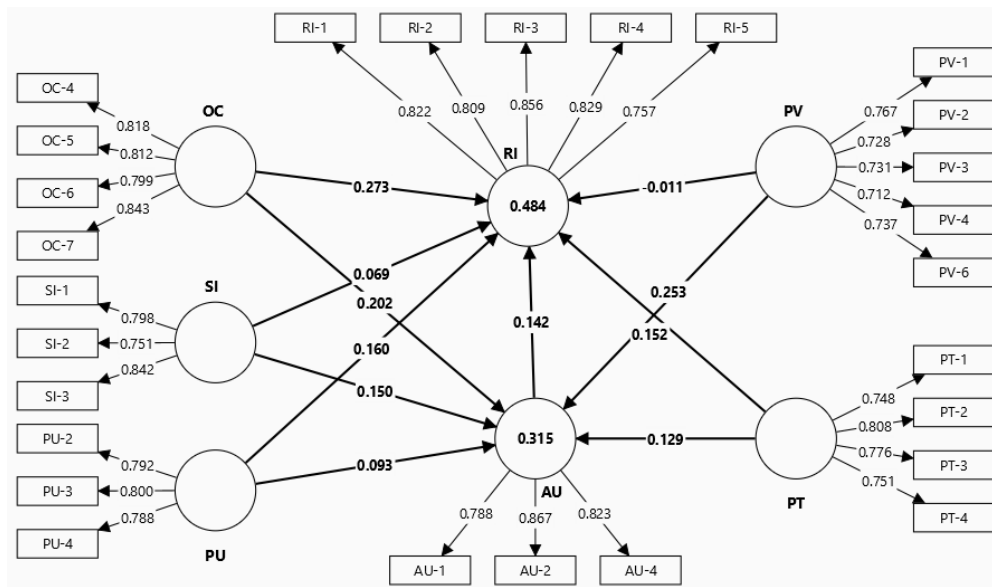 RI-1
RI-2
RI-3
RI-4
RI-5
OC-4
OC-5
OC-6
OC-7
OC
0.818
0.812
0.799
0.843
0.822
0.809
0.856
0.829
0.757
RI
0.484
PV
PV-1
PV-2
PV-3
PV-4
PV-6
0.767
0.728
0.731
0.712
0.737
0.273
-0.011
SI-1
SI-2
SI-3
SI
0.798
0.751
0.842
0.069
0.202
0.253
0.142
0.152
0.160
0.150
PU-2
PU-3
PU-4
0.792
0.800
0.788
PU
0.093
0.315
AU
0.129
PT-1
PT-2
PT-3
PT-4
0.748
0.808
0.776
0.751
PT
0.788
0.867
0.823
AU-1
AU-2
AU-4